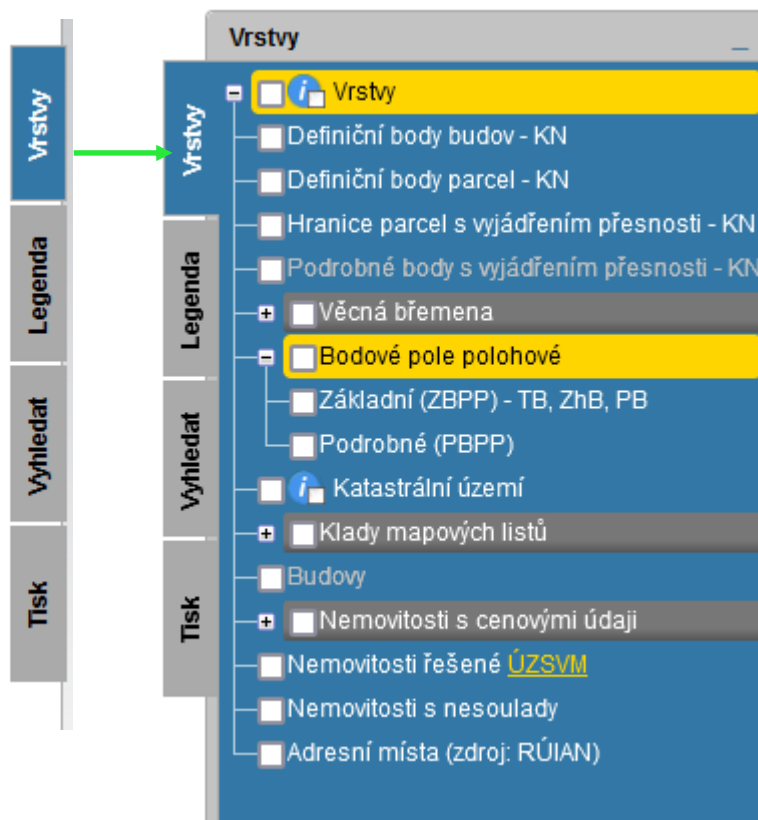 Vrstvy
Legenda
Vyhledat
Tisk
Vrstvy
Vrstvy
Legenda
Vyhledat
Tisk
Vrstvy
Definiční body budov - KN
Definiční body parcel - KN
Hranice parcel s vyjádřením přesnosti - KN
Podrobné body s vyjádřením přesnosti - KN
Věcná břemena
Bodové pole polohové
Základní (ZBPP) - TB, ZhB, PB
Podrobné (PBPP)
Katastrální území
Klady mapových listů
Budovy
Nemovitosti s cenovými údaji
Nemovitosti řešené ÚZSVM
Nemovitosti s nesoulady
Adresní místa (zdroj: RÚIAN)